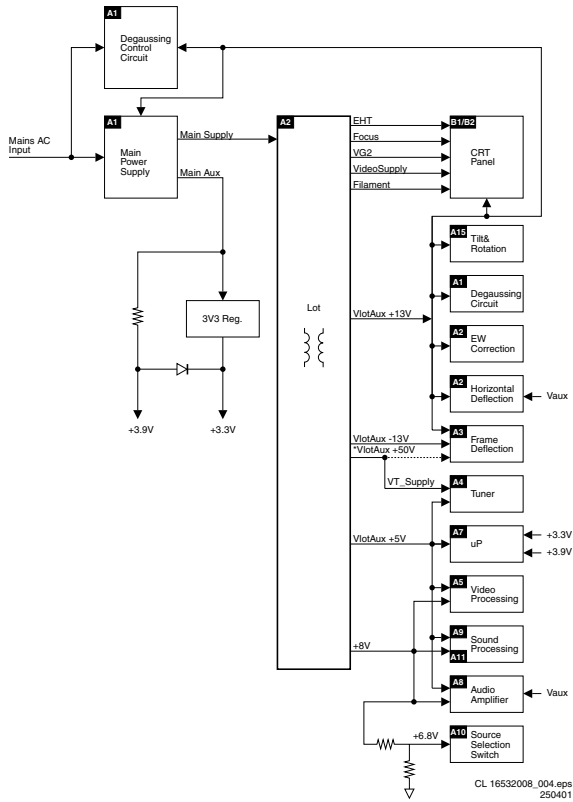 A1
Degaussing
Control
Circuit
A1
Main
Power
Supply
Mains AC
Input
Main Supply
Main Aux
3V3 Reg.
+3.9V
+3.3V
A2
Lot
EHT
Focus
VG2
VideoSupply
Filament
B1/B2
CRT
Panel
A15
Tilt&
Rotation
A1
Degaussing
Circuit
VlotAux +13V
A2
EW
Correction
A2
Horizontal
Deflection
Vaux
A3
Frame
Deflection
VlotAux -13V
*VlotAux +50V
VT_Supply
A4
Tuner
VlotAux +5V
A7
uP
+3.3V
+3.9V
A5
Video
Processing
A9
Sound
Processing
A11
+8V
A8
Audio
Amplifier
Vaux
+6.8V
A10
Source
Selection
Switch
CL 16532008_004.eps
250401